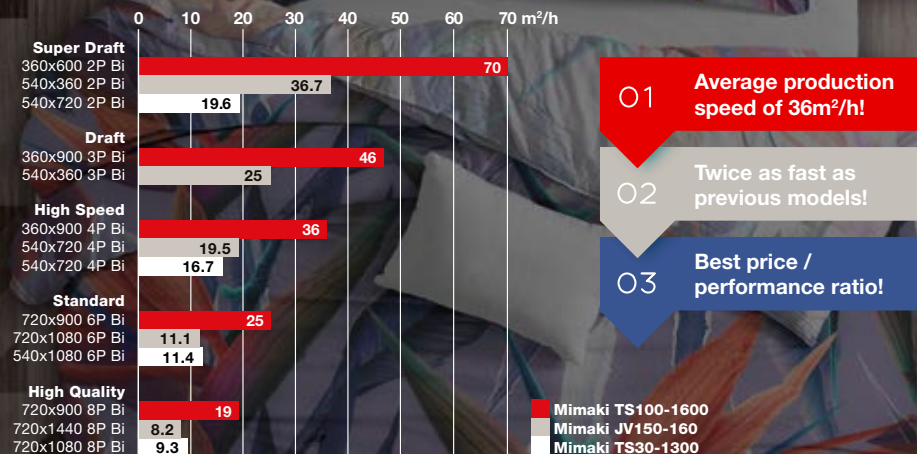 0 10 20 30 40 50 60 70 m²/h
Super Draft
360x600 2P Bi 70
540x360 2P Bi 36.7
540x720 2P Bi 19.6
Draft
360x900 3P Bi 46
540x360 3P Bi 25
High Speed
360x900 4P Bi 36
540x720 4P Bi 19.5
540x720 4P Bi 16.7
Standard
720x900 6P Bi 25
720x1080 6P Bi 11.1
540x1080 6P Bi 11.4
High Quality
720x900 8P Bi 19
720x1440 8P Bi 8.2
720x1080 8P Bi 9.3
01 Average production
speed of 36m²/h!
02 Twice as fast as
previous models!
03 Best price /
performance ratio!
Mimaki TS100-1600
Mimaki JV150-160
Mimaki TS30-1300